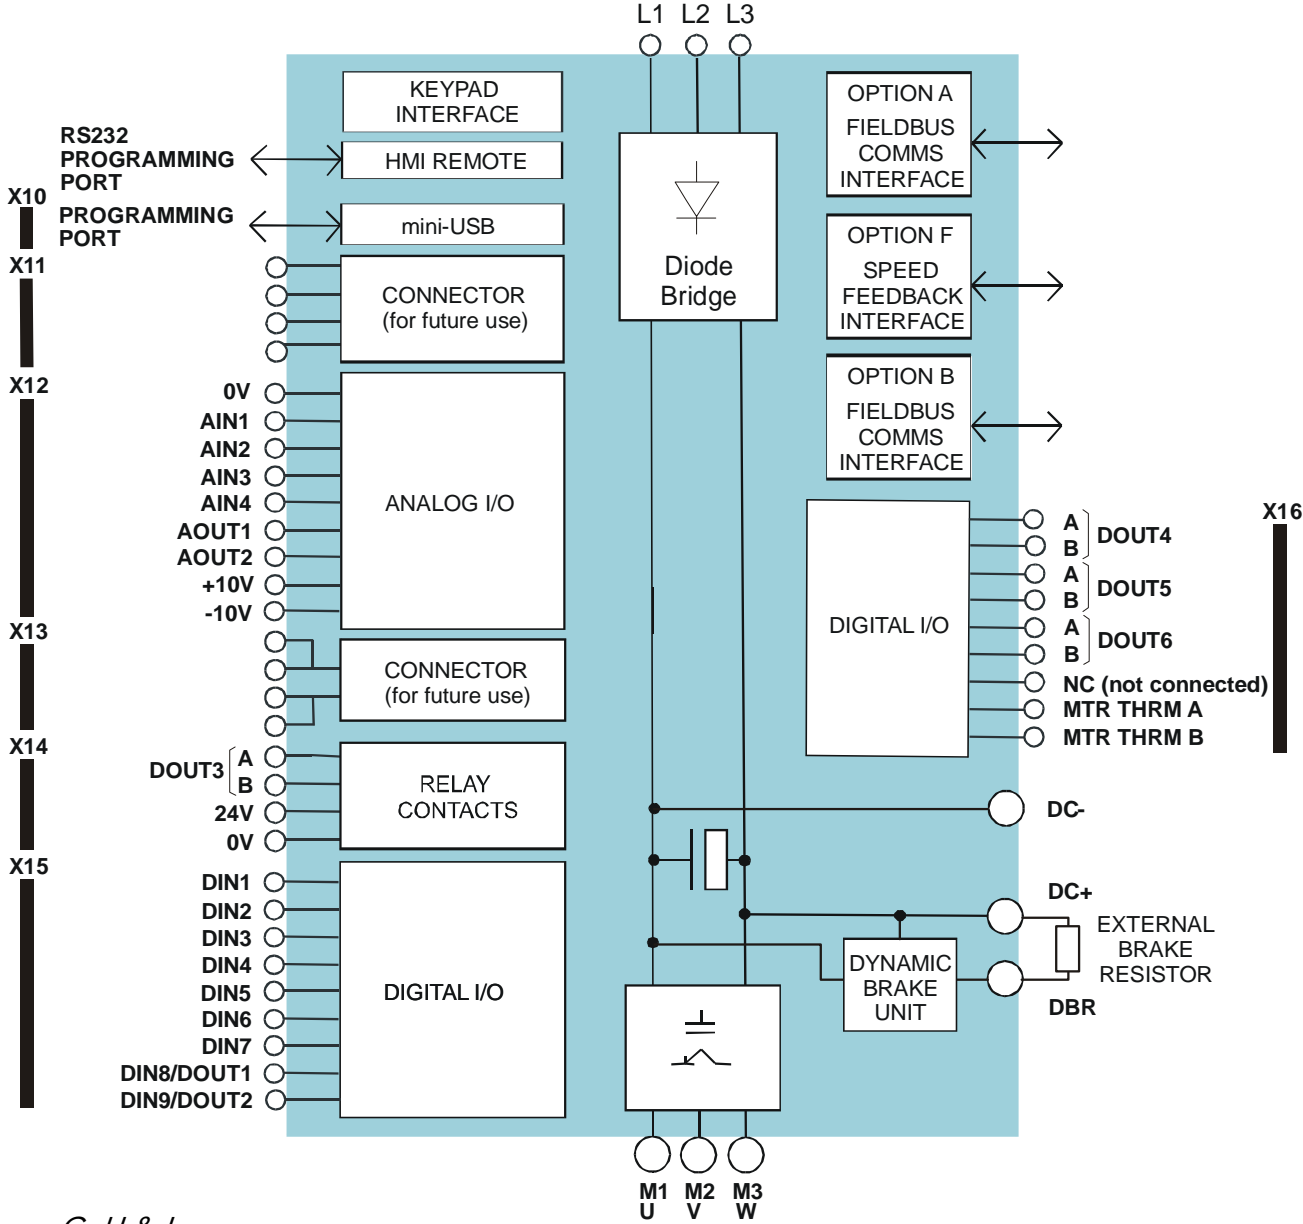 L1 L2 L3
KEYPAD
INTERFACE
RS232
PROGRAMMING
PORT
HMI REMOTE
X10
PROGRAMMING
PORT
mini-USB
X11
CONNECTOR
(for future use)
X12
0V
AIN1
AIN2
AIN3
AIN4
AOUT1
AOUT2
+10V
-10V
ANALOG I/O
X13
CONNECTOR
(for future use)
X14
DOUT3
A
B
24V
0V
RELAY
CONTACTS
X15
DIN1
DIN2
DIN3
DIN4
DIN5
DIN6
DIN7
DIN8/DOUT1
DIN9/DOUT2
DIGITAL I/O
Diode
Bridge
OPTION A
FIELDBUS
COMMS
INTERFACE
OPTION F
SPEED
FEEDBACK
INTERFACE
OPTION B
FIELDBUS
COMMS
INTERFACE
X16
DIGITAL I/O
A
B
DOUT4
A
B
DOUT5
A
B
DOUT6
NC (not connected)
MTR THRM A
MTR THRM B
DC-
DC+
EXTERNAL
BRAKE
RESISTOR
DYNAMIC
BRAKE
UNIT
DBR
M1 M2 M3
U V W